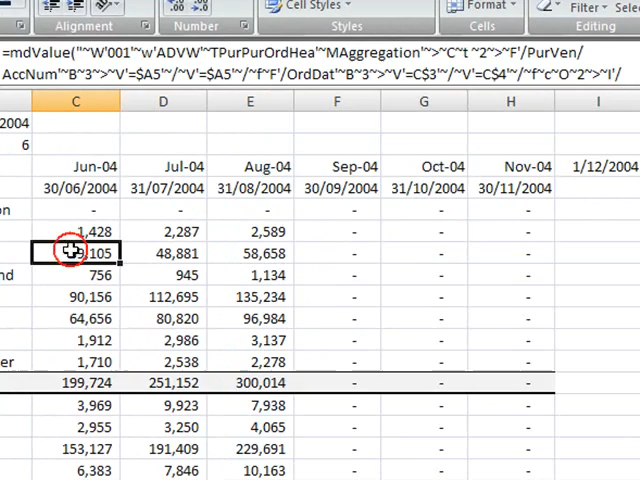 Cell Styles
Format
Filter
Select
Alignment
Number
Styles
Cells
Editing
=mdValue("~W'001'~w'ADVW'~TPurPurOrdHea'~MAggregation'~>~C~t ~2~>~F'/PurVen/
AccNum'~B~3~>~V'=$A5'~/~V'=$A5'~/~f~F'/OrdDat'~B~3~>~V'=C$3'~/~V'=C$4'~/~f~c~O~2~>~I'/
C D E F G H I
2004
6
Jun-04 Jul-04 Aug-04 Sep-04 Oct-04 Nov-04 1/12/2004
30/06/2004 31/07/2004 31/08/2004 30/09/2004 31/10/2004 30/11/2004
on - - - - - -
1,428 2,287 2,589 - - -
9,105 48,881 58,658 - - -
nd 756 945 1,134 - - -
90,156 112,695 135,234 - - -
64,656 80,820 96,984 - - -
1,912 2,986 3,137 - - -
er 1,710 2,538 2,278 - - -
199,724 251,152 300,014 - - -
3,969 9,923 7,938 - - -
2,955 3,250 4,065 - - -
153,127 191,409 229,691 - - -
6,383 7,846 10,163 - - -